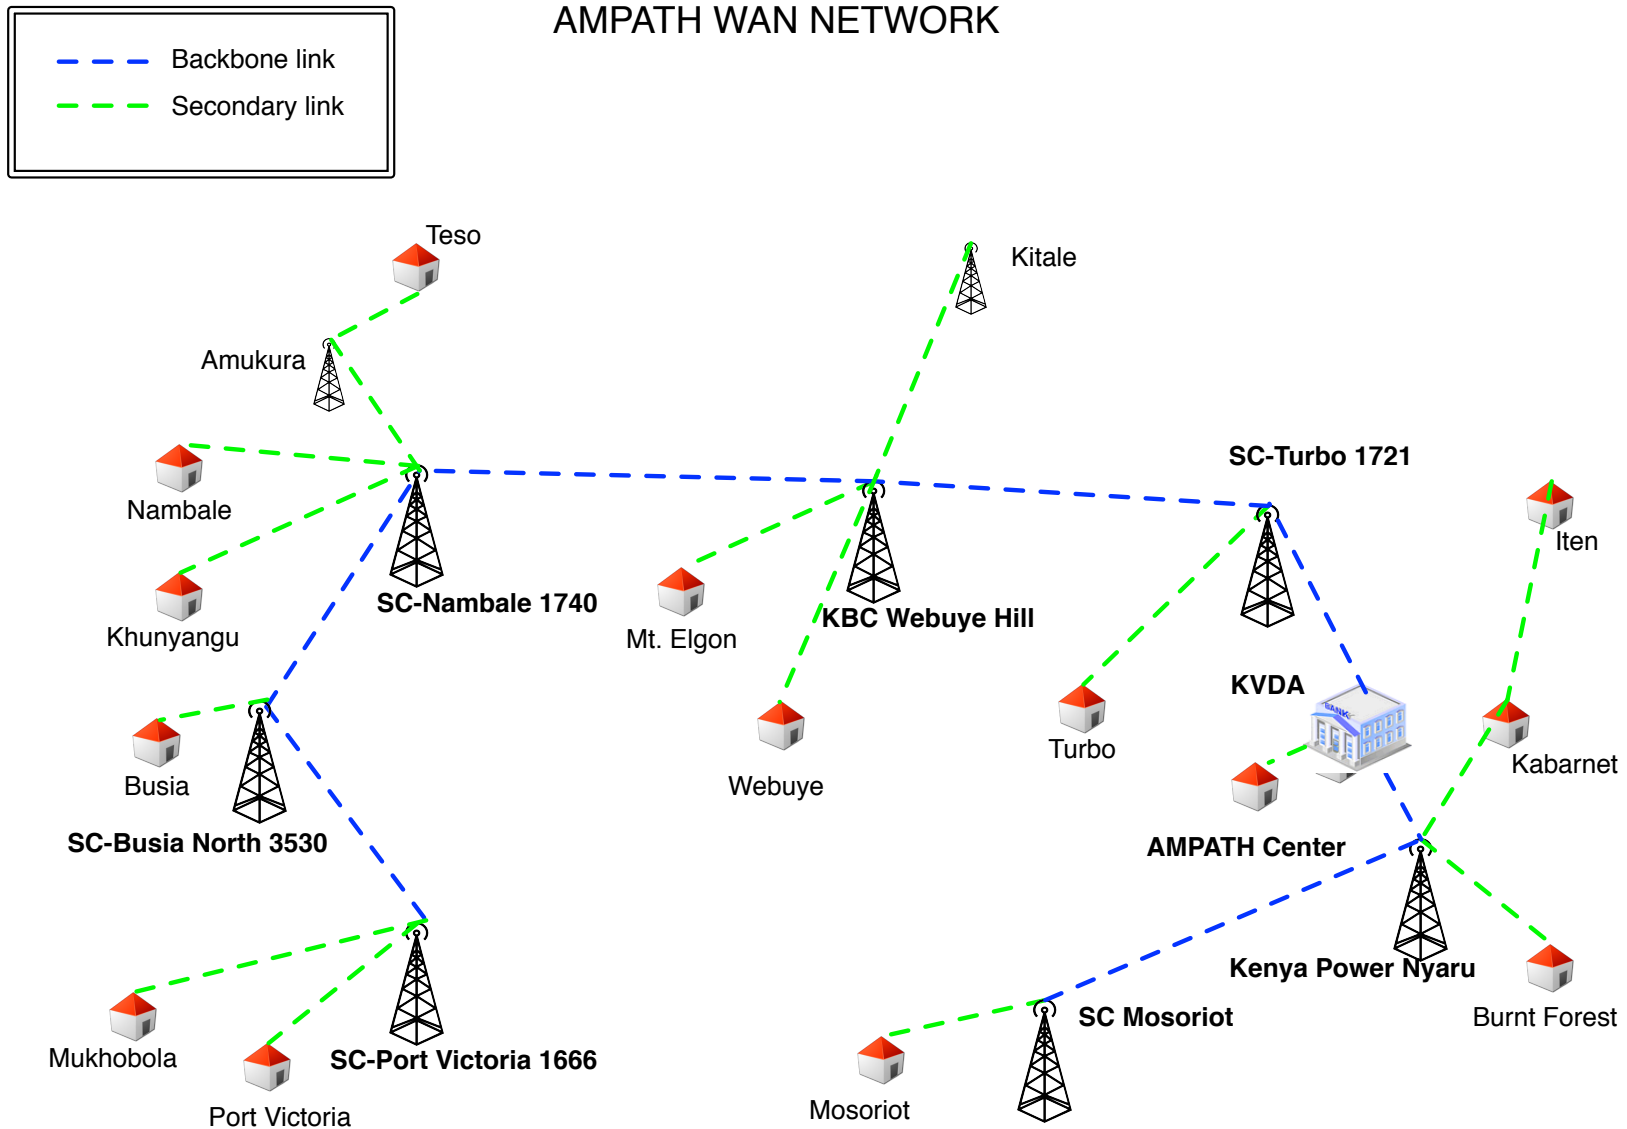 AMPATH WAN NETWORK
Backbone link
Secondary link
Teso
Kitale
Amukura
SC-Turbo 1721
Nambale
Iten
SC-Nambale 1740
KBC Webuye Hill
Khunyangu
Mt. Elgon
KVDA
BANK
Turbo
Kabarnet
Busia
Webuye
SC-Busia North 3530
AMPATH Center
Kenya Power Nyaru
SC Mosoriot
Burnt Forest
Mukhobola
SC-Port Victoria 1666
Port Victoria
Mosoriot